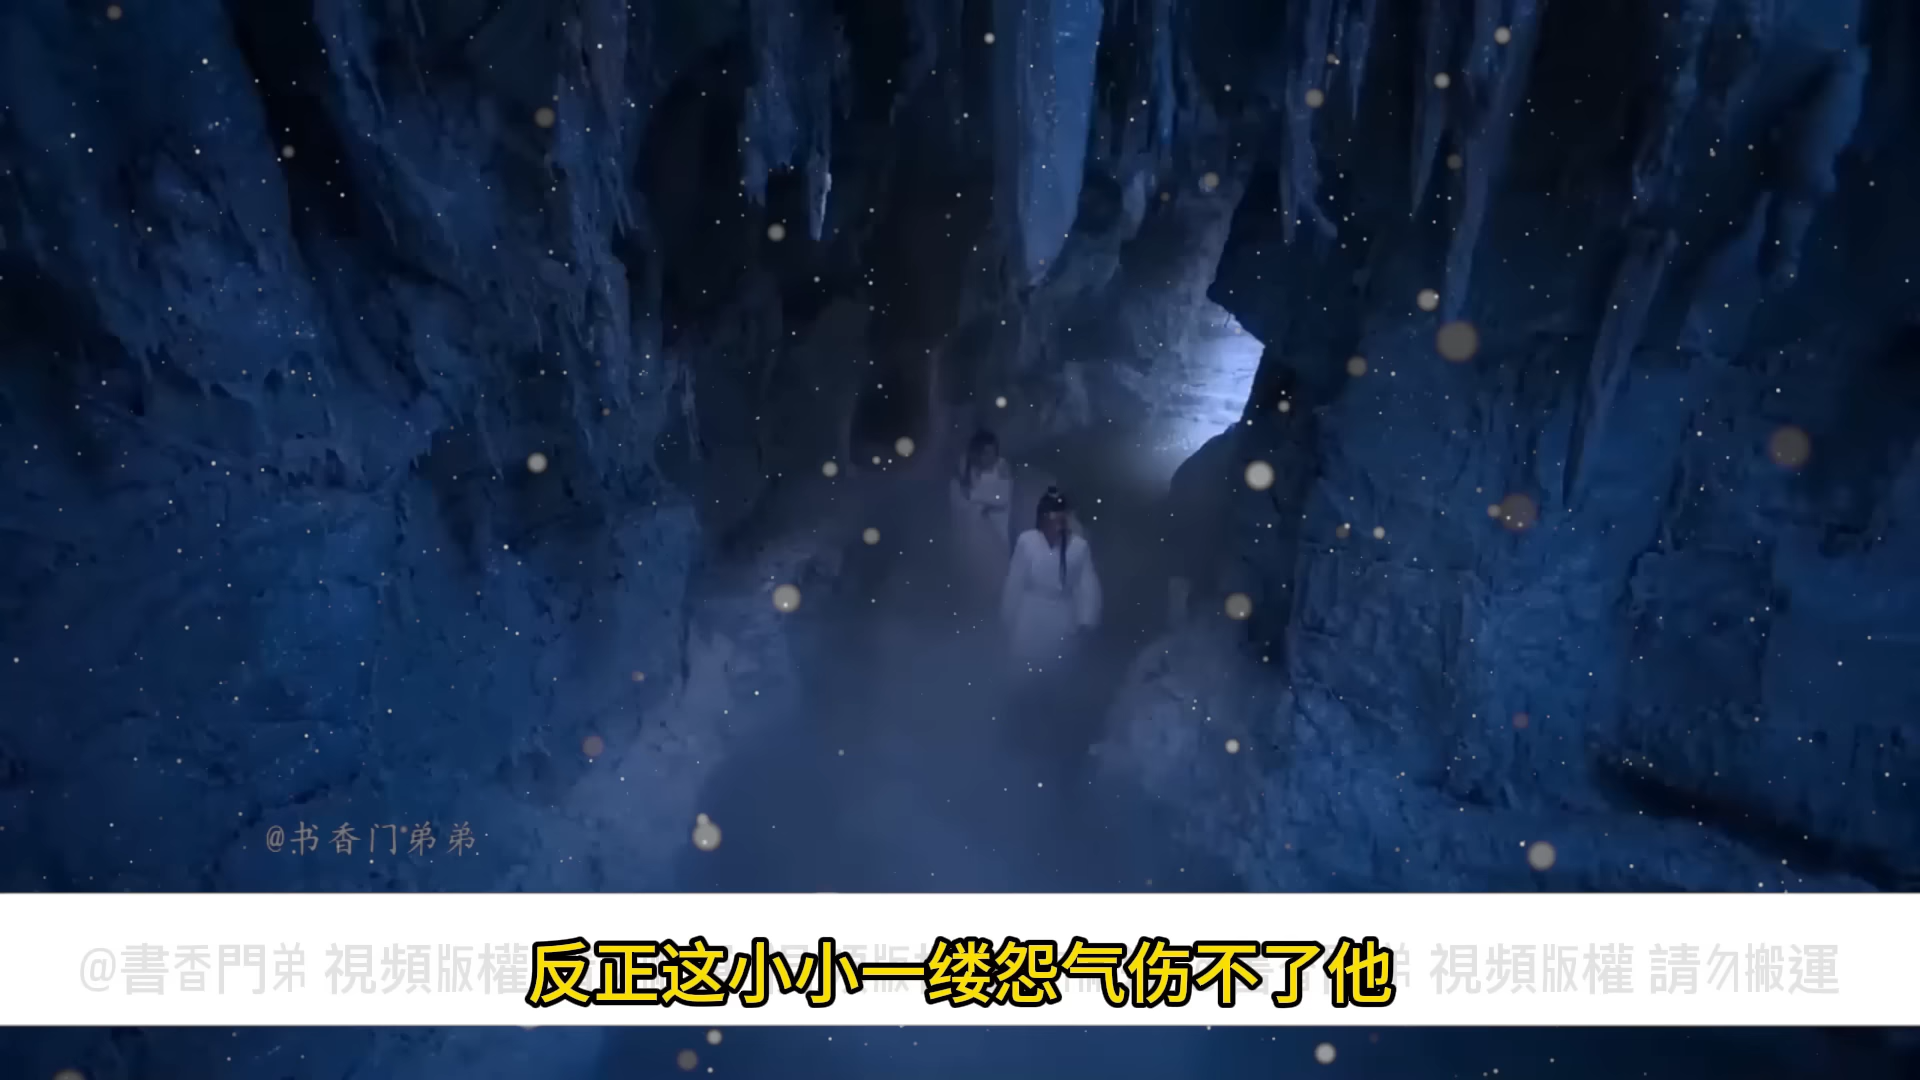 @书香门弟弟
@書香門弟 視頻版權
反正这小小一缕怨气伤不了他
弟 視頻版權 請勿搬運